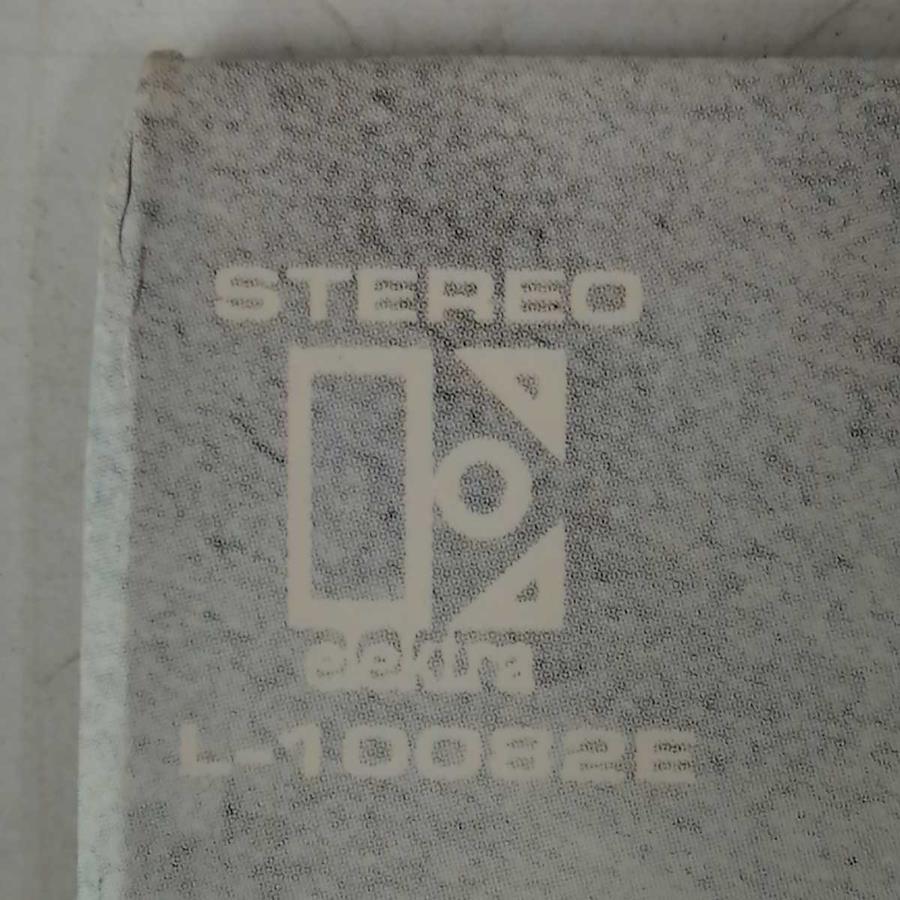 STEREO
elektra
L-10082E